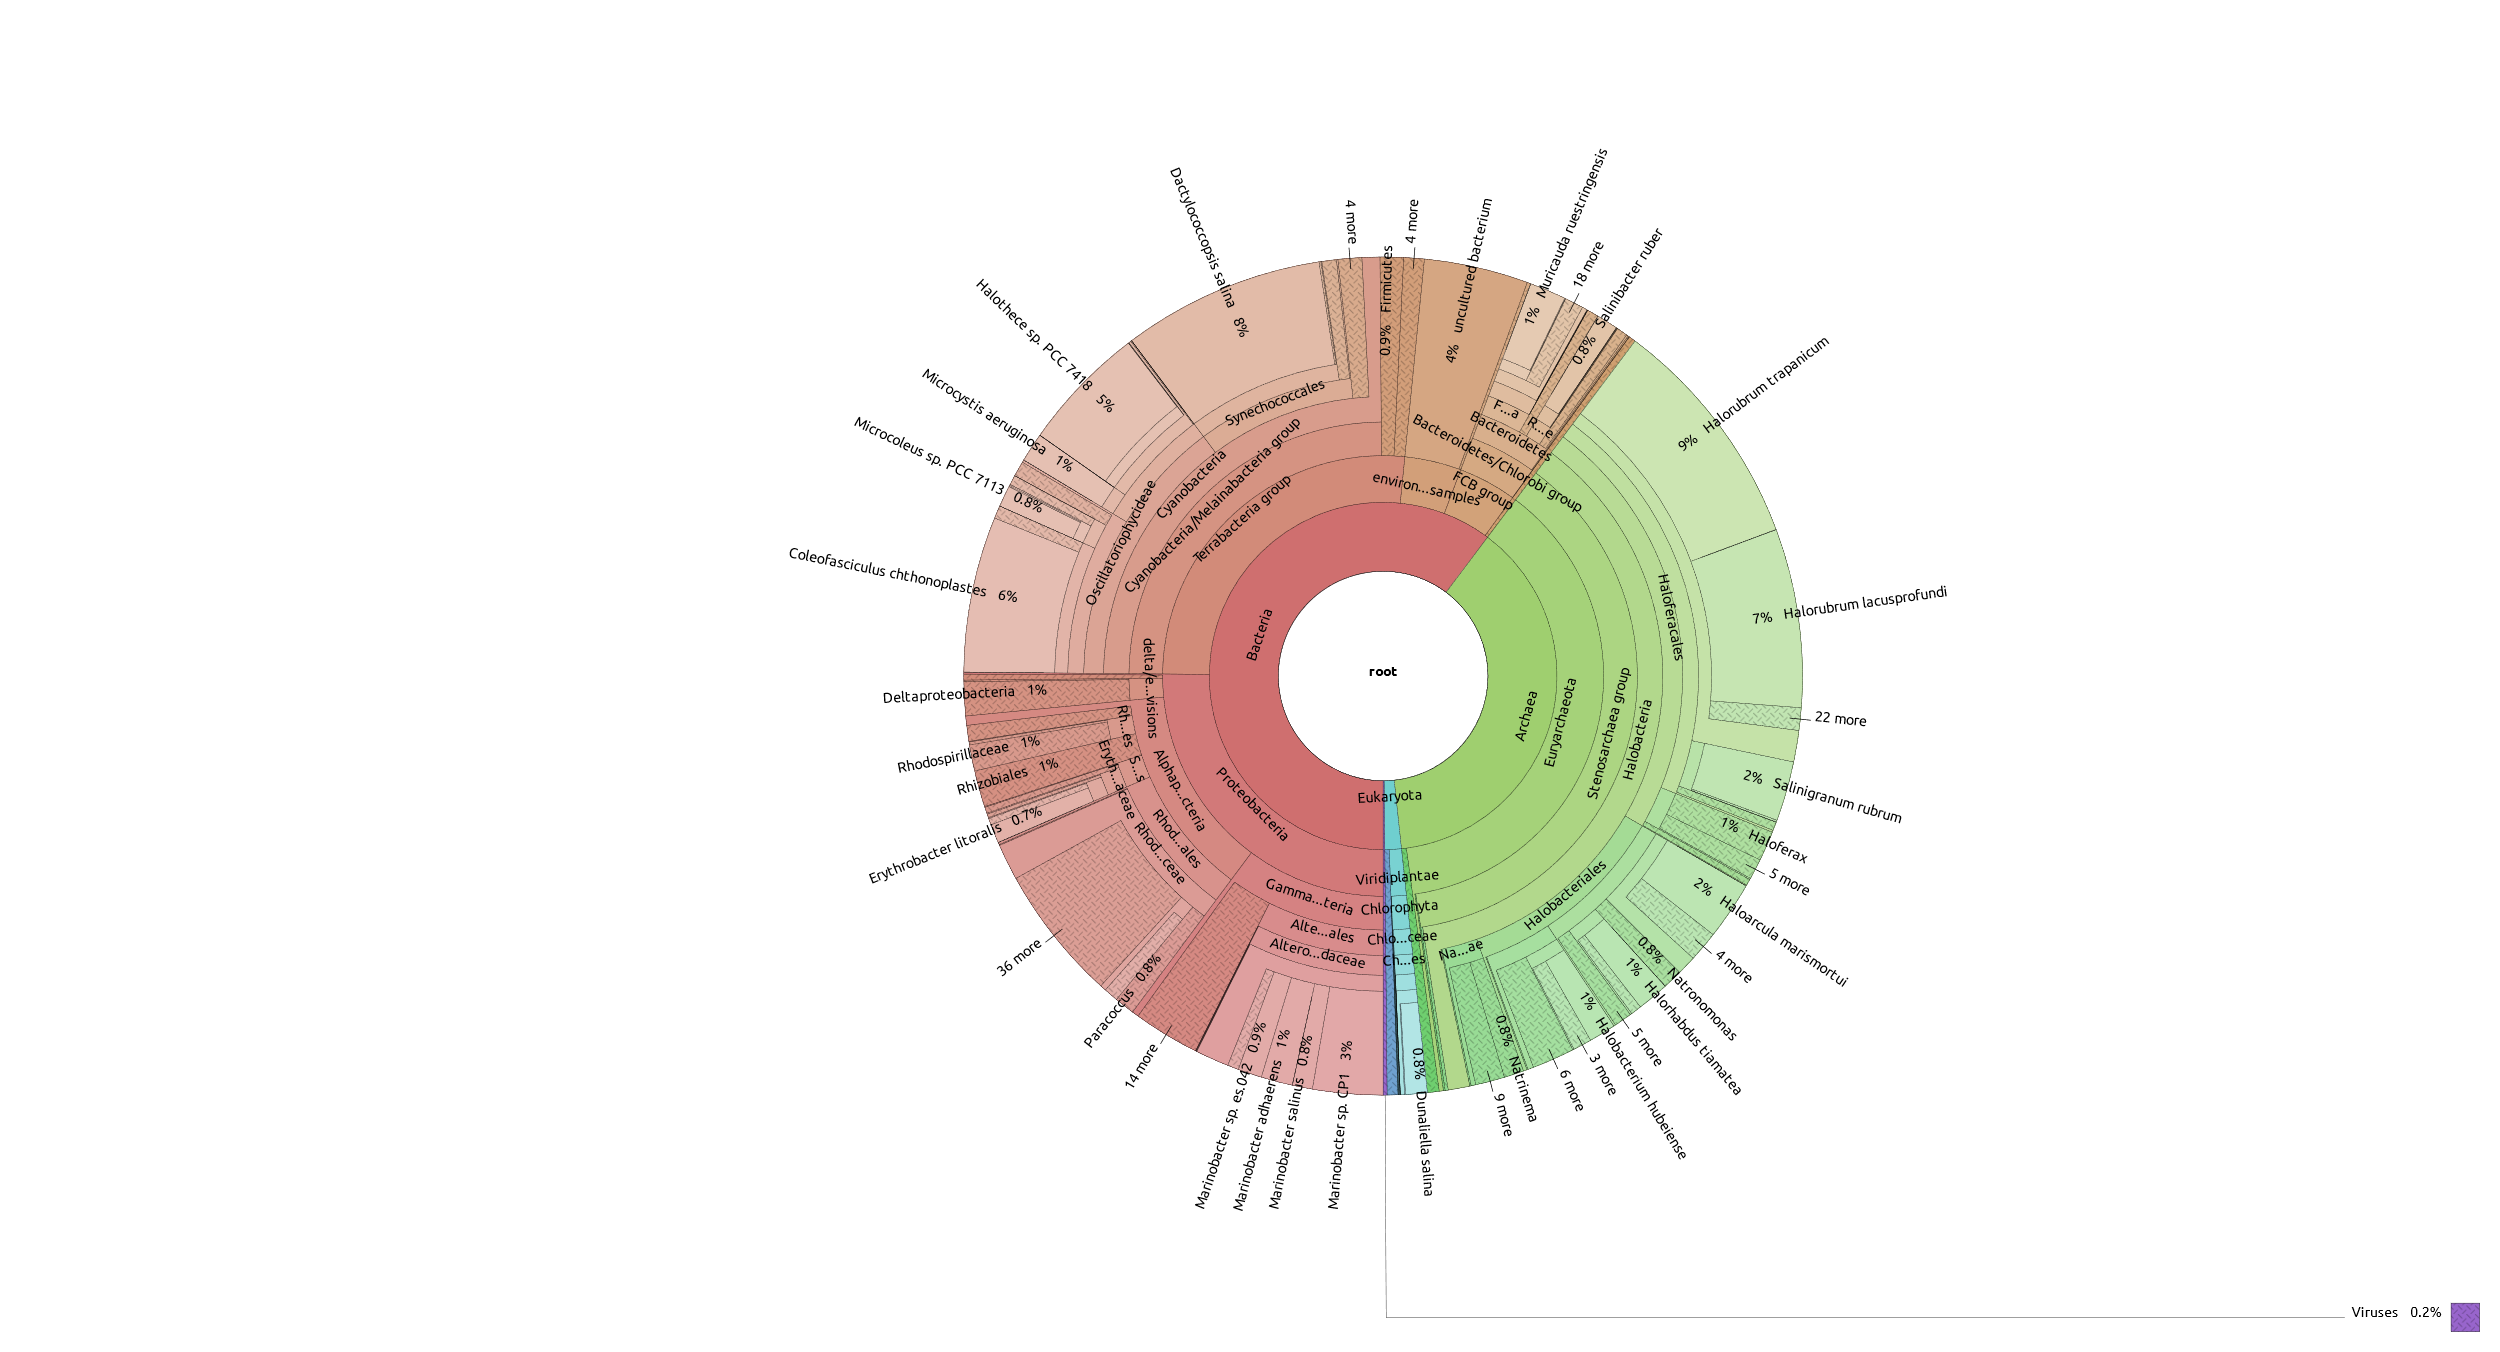 root
Bacteria
Archaea
Eukaryota
Proteobacteria
Terrabacteria group
environ...samples
FCB group
Euryarchaeota
Stenosarchaea group
Halobacteria
Haloferacales
Halobacteriales
Na...ae
Viridiplantae
Chlorophyta
Chlo...ceae
Ch...es
Gamma...teria
Alte...ales
Altero...daceae
Alphap...cteria
Rhod...ales
Rhod...ceae
Eryth...aceae
S...s
Rh...es
delta/e...visions
Cyanobacteria/Melainabacteria group
Cyanobacteria
Oscillatoriophycideae
Synechococcales
Bacteroidetes/Chlorobi group
Bacteroidetes
F...a
R...e
4 more
0.9% Firmicutes
4 more
4% uncultured bacterium
1% Muricauda ruestringensis
18 more
0.8% Salinibacter ruber
9% Halorubrum trapanicum
7% Halorubrum lacusprofundi
22 more
2% Salinigranum rubrum
1% Haloferax
5 more
2% Haloarcula marismortui
4 more
0.8% Natronomonas
1% Halorhabdus tiamatea
5 more
1% Halobacterium hubeiense
3 more
6 more
0.8% Natrinema
9 more
0.8% Dunaliella salina
Marinobacter sp. CP1 3%
Marinobacter salinus 0.8%
Marinobacter adhaerens 1%
Marinobacter sp. es.042 0.9%
14 more
Paracoccus 0.8%
36 more
Erythrobacter litoralis 0.7%
Rhizobiales 1%
Rhodospirillaceae 1%
Deltaproteobacteria 1%
Coleofasciculus chthonoplastes 6%
Microcoleus sp. PCC 7113 0.8%
Microcystis aeruginosa 1%
Halothece sp. PCC 7418 5%
Dactylococcopsis salina 8%
Viruses 0.2%